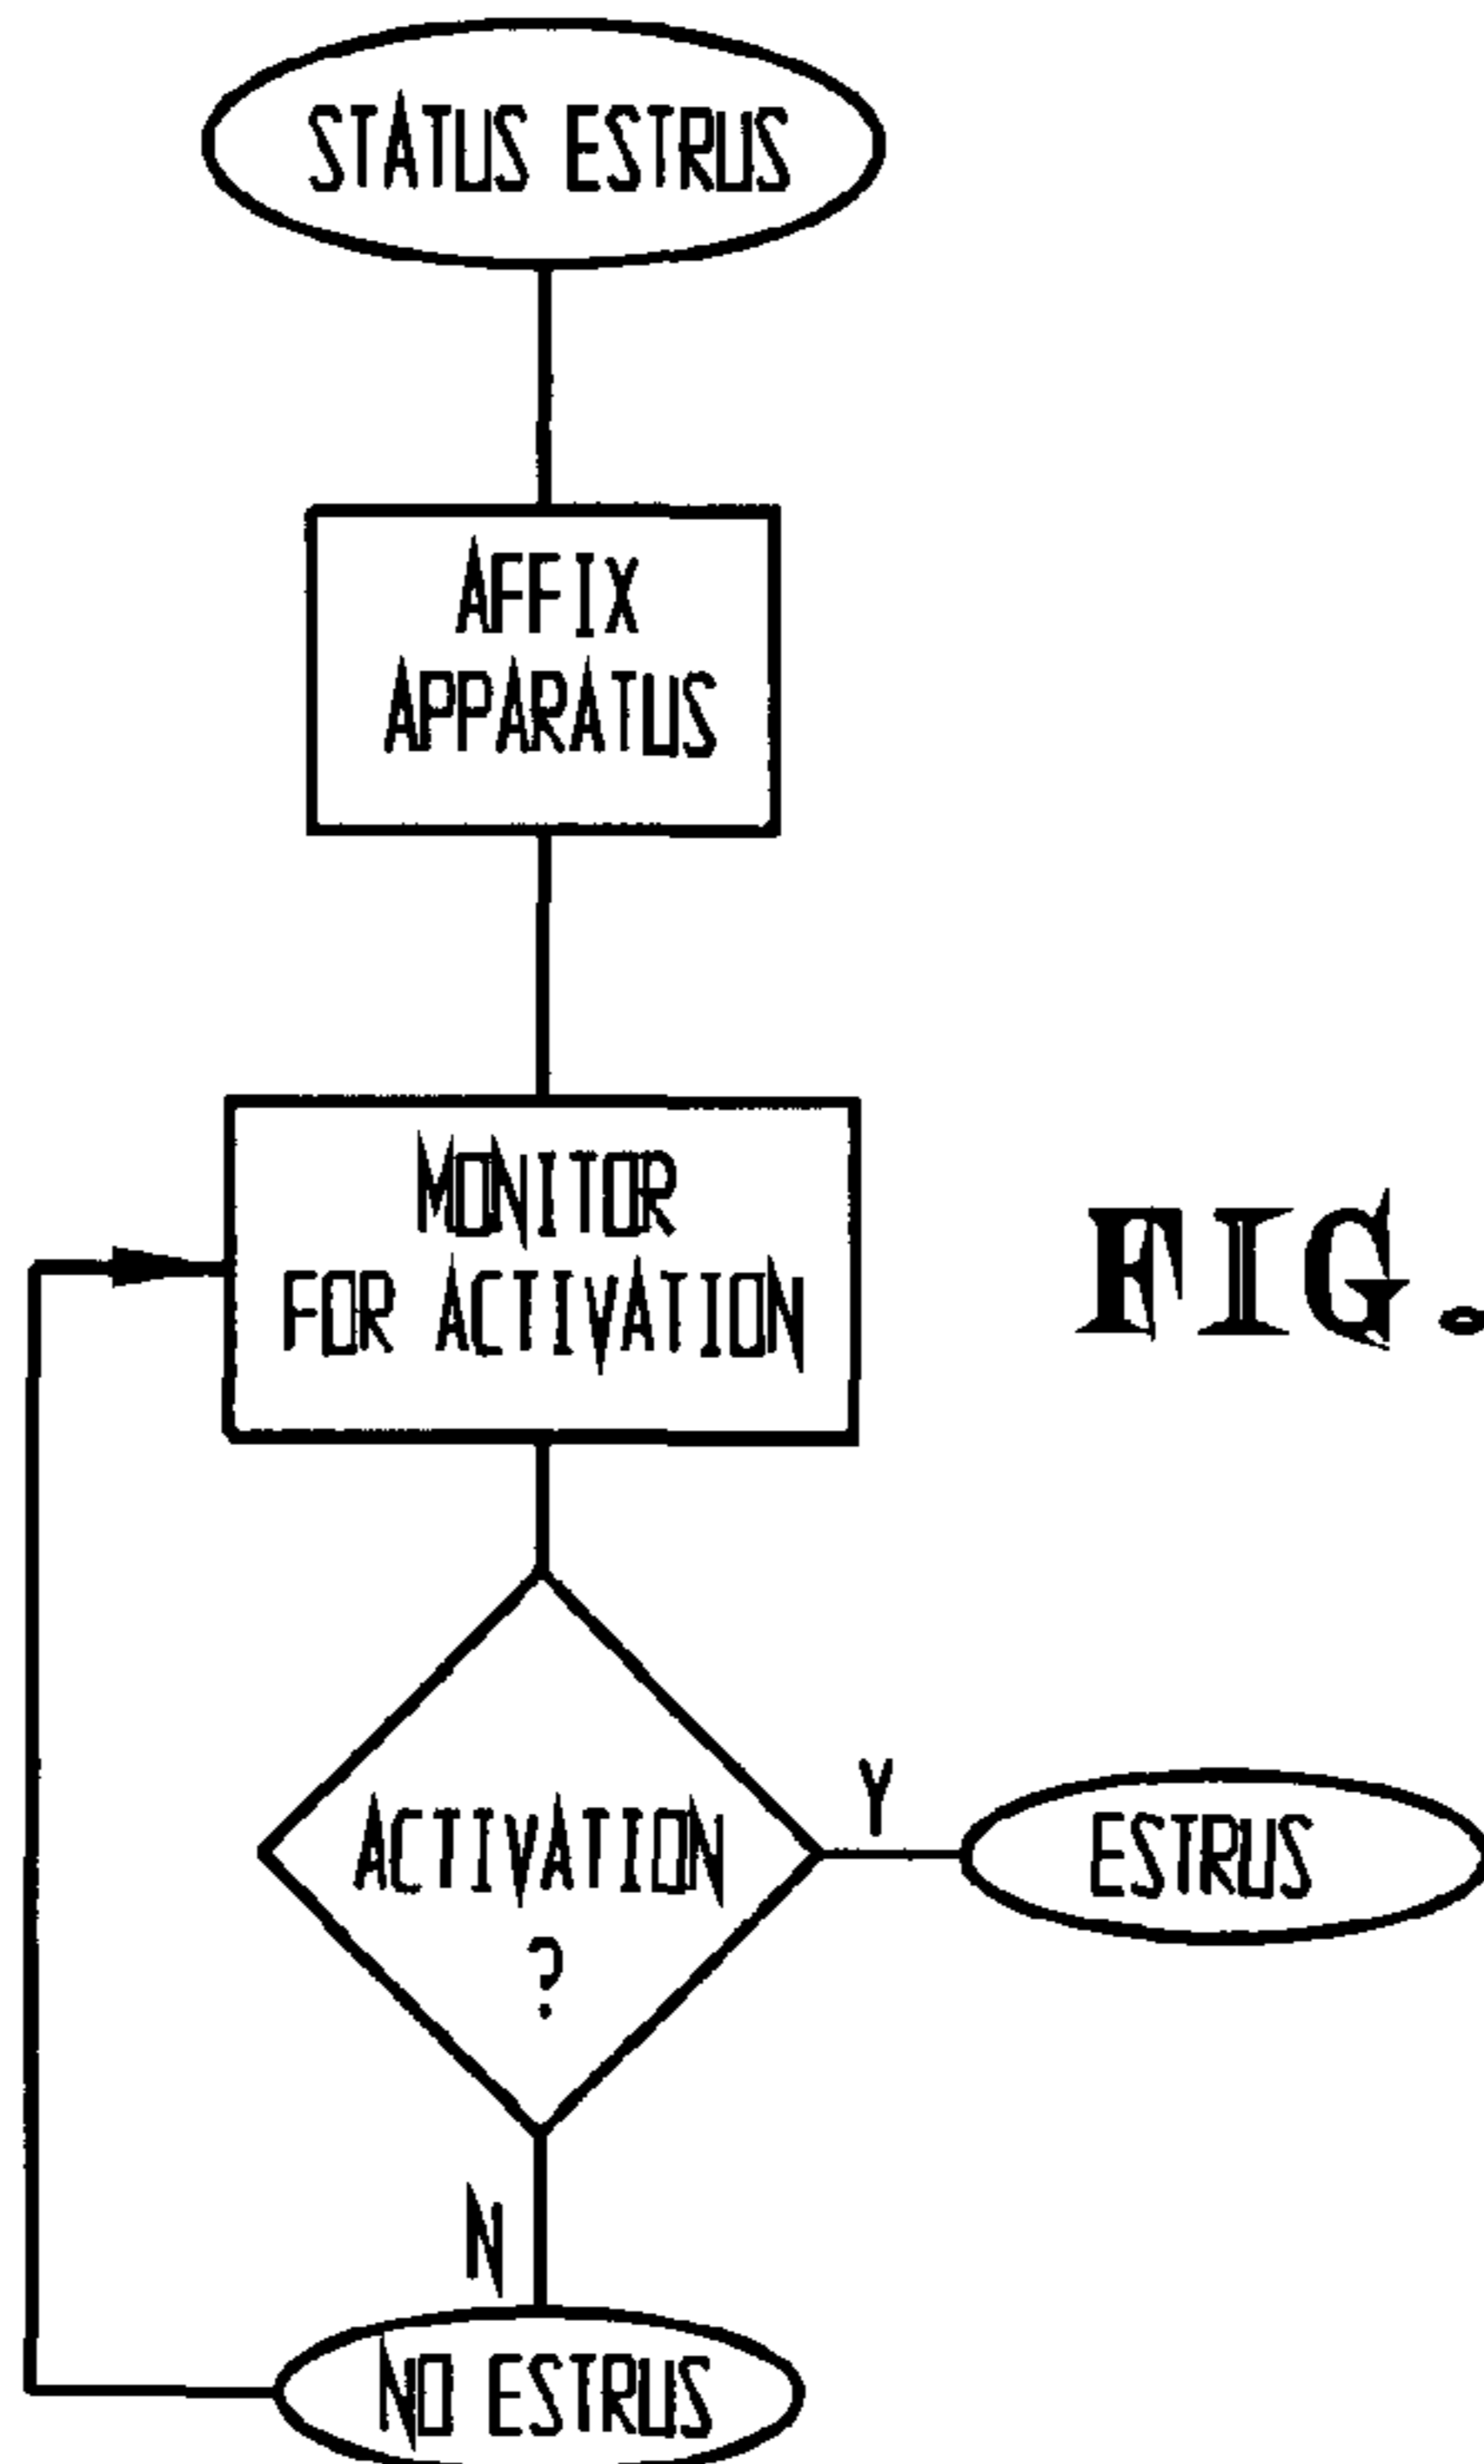 STATUS ESTRUS
AFFIX
APPARATUS
MONITOR
FOR ACTIVATION
FIG.
ACTIVATION
?
Y
ESTRUS
N
NO ESTRUS